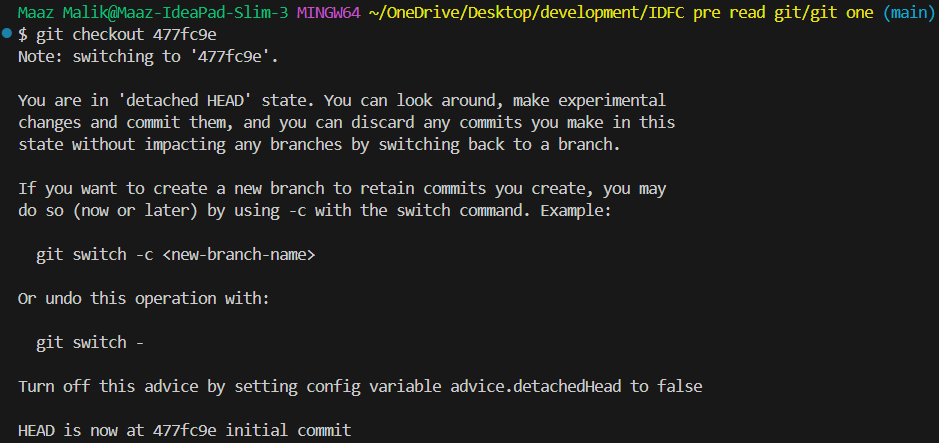 Maaz Malik@Maaz-IdeaPad-Slim-3 MINGW64 ~/OneDrive/Desktop/development/IDFC pre read git/git one (main)
$ git checkout 477fc9e
Note: switching to '477fc9e'.
You are in 'detached HEAD' state. You can look around, make experimental
changes and commit them, and you can discard any commits you make in this
state without impacting any branches by switching back to a branch.
If you want to create a new branch to retain commits you create, you may
do so (now or later) by using -c with the switch command. Example:
git switch -c <new-branch-name>
Or undo this operation with:
git switch -
Turn off this advice by setting config variable advice.detachedHead to false
HEAD is now at 477fc9e initial commit